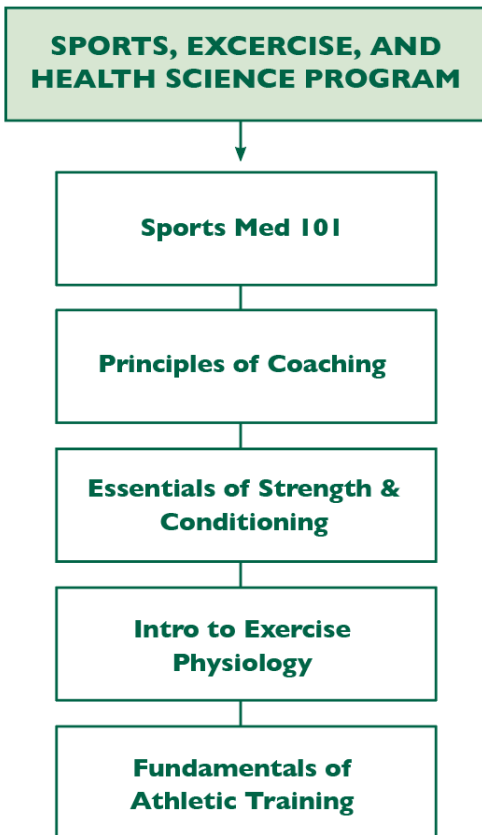 SPORTS, EXCERCISE, AND
HEALTH SCIENCE PROGRAM
Sports Med 101
Principles of Coaching
Essentials of Strength &
Conditioning
Intro to Exercise
Physiology
Fundamentals of
Athletic Training